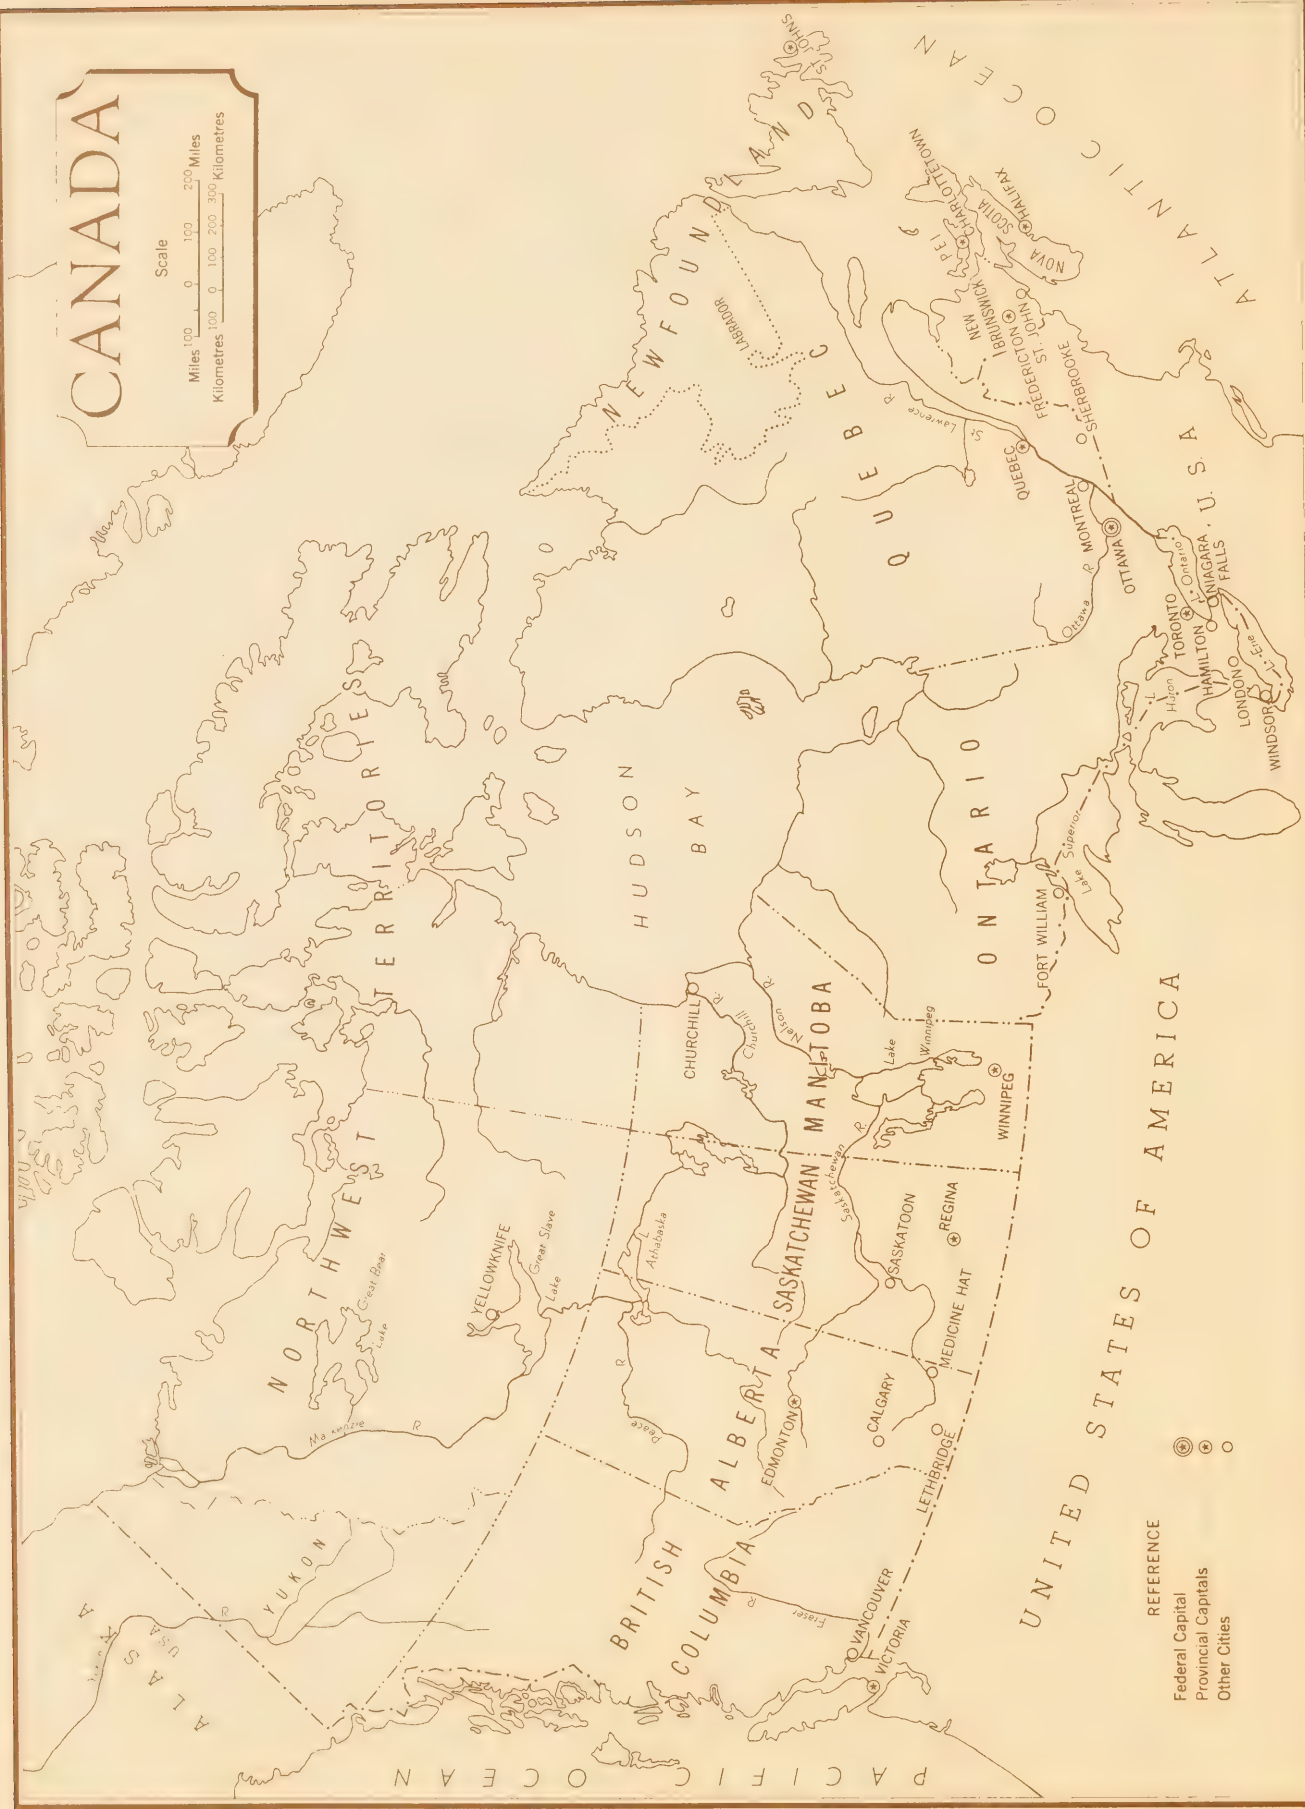 CANADA
Scale
Miles 100 0 100 200 Miles
Kilometres 100 0 100 200 300 Kilometres
ALASKA
USA
YUKON
R
NORTHWEST TERRITORIES
Mackenzie R
Great Bear
Lake
YELLOWKNIFE
Great Slave
Lake
PACIFIC OCEAN
BRITISH
COLUMBIA
Fraser R
VANCOUVER
VICTORIA
ALBERTA
Peace R
EDMONTON
CALGARY
LETHBRIDGE
MEDICINE HAT
SASKATCHEWAN
L
Athabaska
Saskatchewan R.
SASKATOON
REGINA
MANITOBA
CHURCHILL
Churchill R.
Nelson R.
Lake
Winnipeg
WINNIPEG
HUDSON
BAY
ONTARIO
FORT WILLIAM
Lake Superior
L
Huron
TORONTO
L. Ontario
HAMILTON
NIAGARA
FALLS
LONDON
L. Erie
WINDSOR
OTTAWA
Ottawa R
QUEBEC
MONTREAL
QUEBEC
SHERBROOKE
St Lawrence R
NEWFOUNDLAND
LABRADOR
ST JOHNS
NEW
BRUNSWICK
FREDERICTON
ST. JOHN
P E I
CHARLOTTETOWN
NOVA SCOTIA
HALIFAX
ATLANTIC OCEAN
U. S. A
UNITED STATES OF AMERICA
REFERENCE
Federal Capital
Provincial Capitals
Other Cities